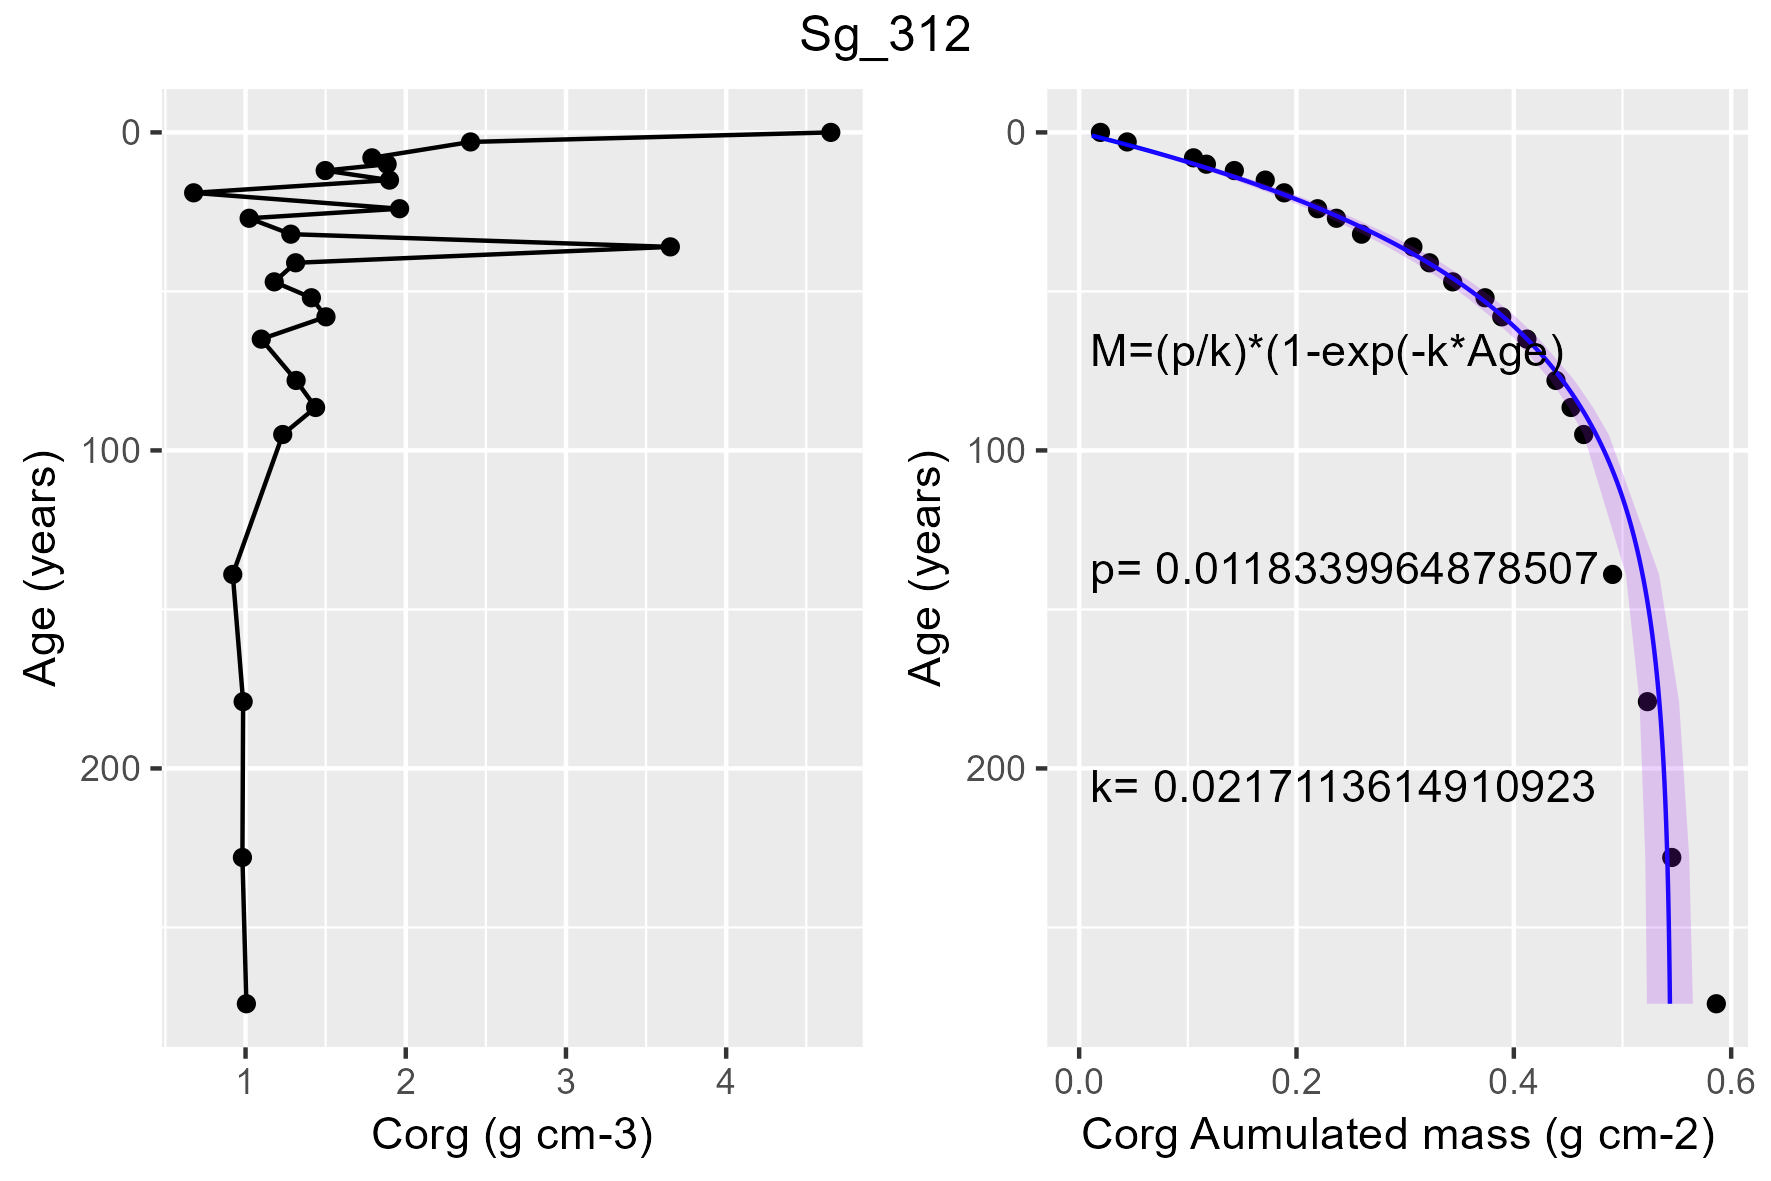 Sg_312
0
100
200
Age (years)
1 2 3 4
Corg (g cm-3)
0
100
200
Age (years)
M=(p/k)*(1-exp(-k*Age)
p= 0.0118339964878507
k= 0.0217113614910923
0.0 0.2 0.4 0.6
Corg Aumulated mass (g cm-2)